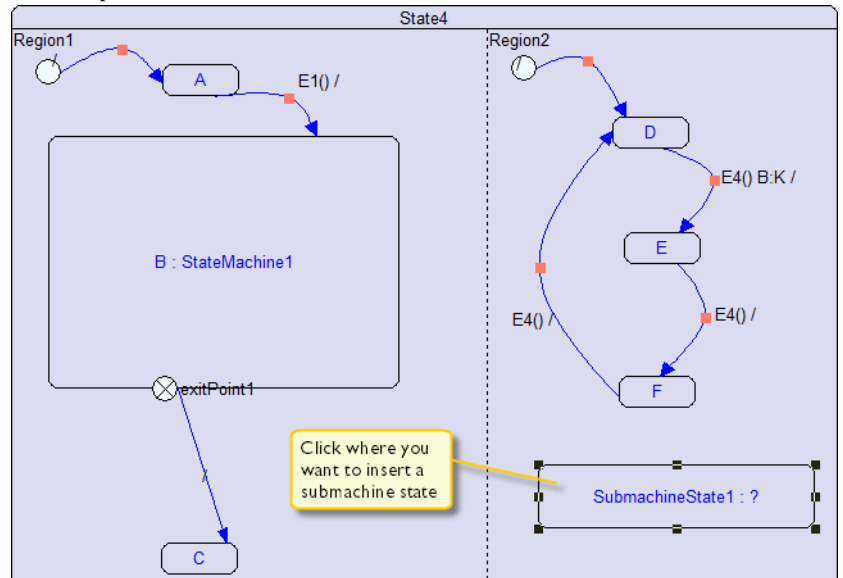 State4
Region1
A
E1() /
B : StateMachine1
exitPoint1
/
C
Region2
D
E4() B:K /
E
E4() /
E4() /
F
Click where you
want to insert a
submachine state
SubmachineState1 : ?